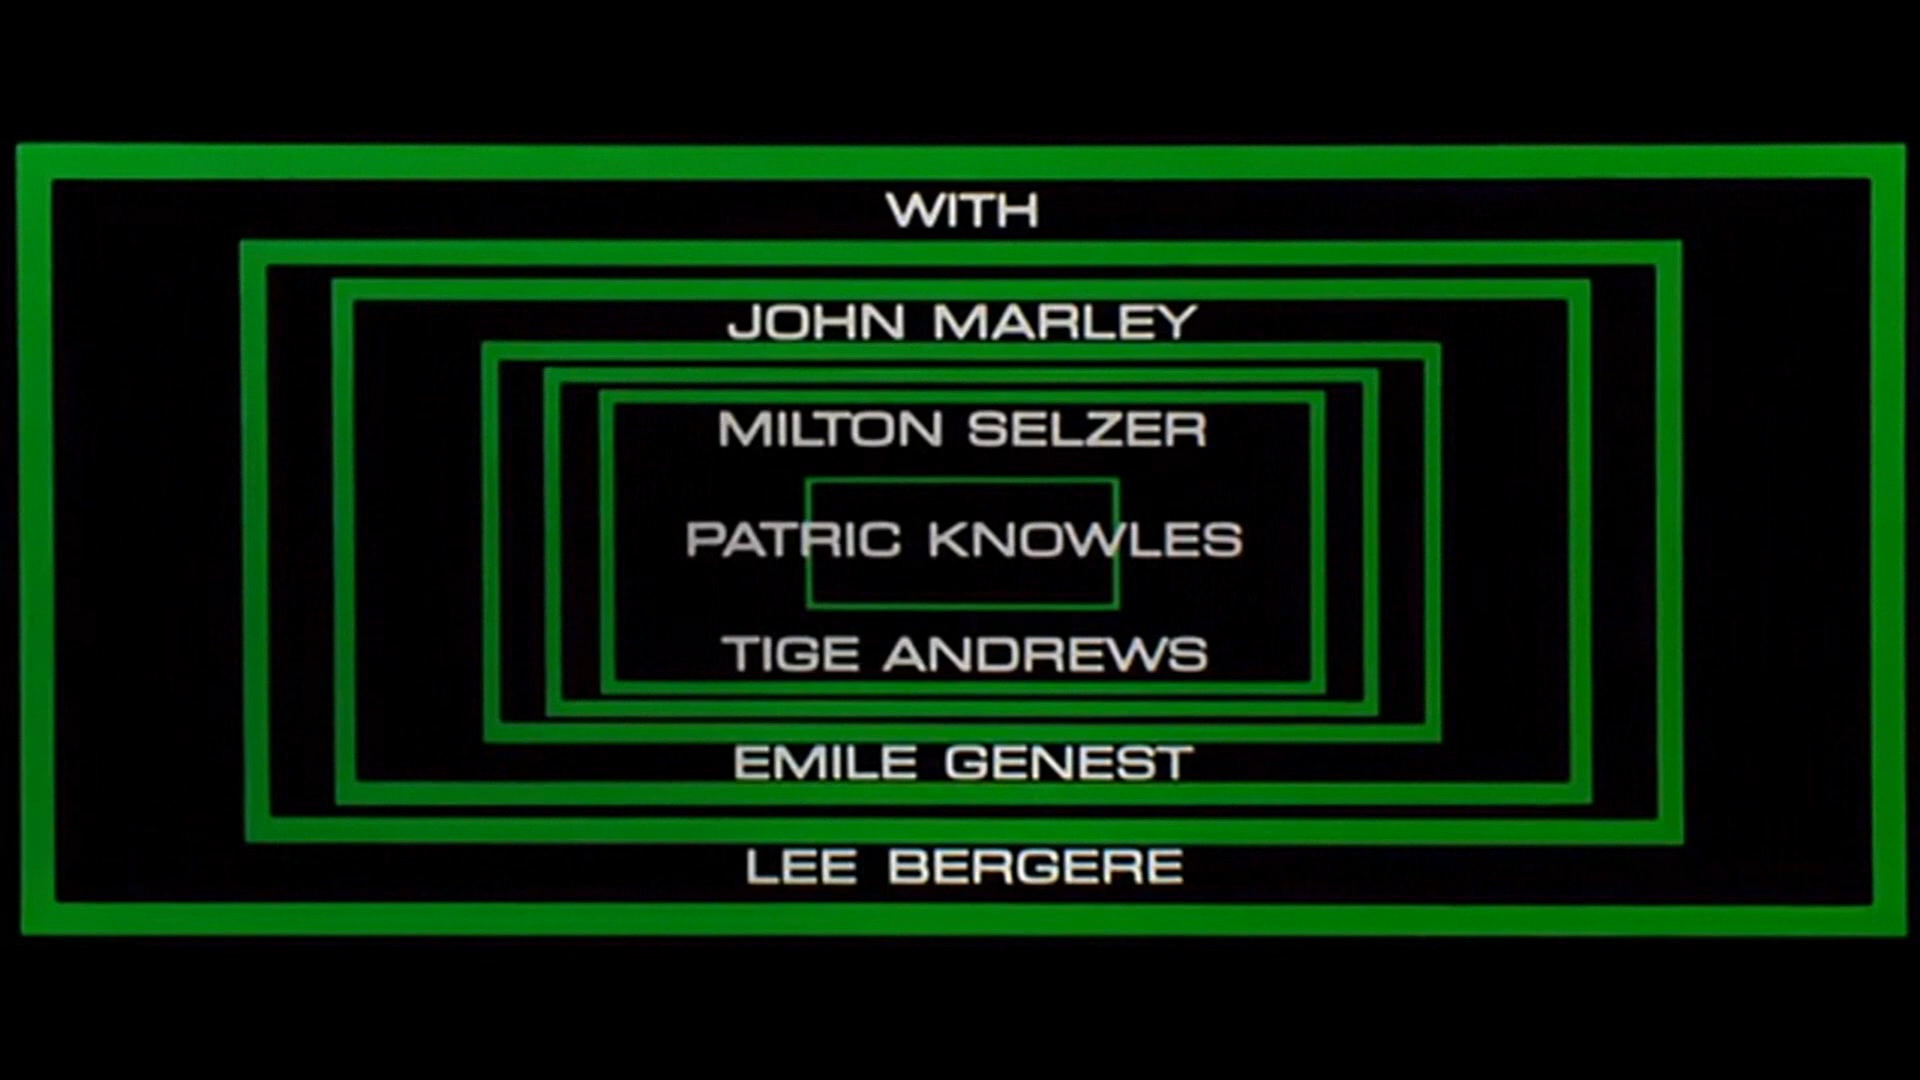 WITH
JOHN MARLEY
MILTON SELZER
PATRIC KNOWLES
TIGE ANDREWS
EMILE GENEST
LEE BERGERE